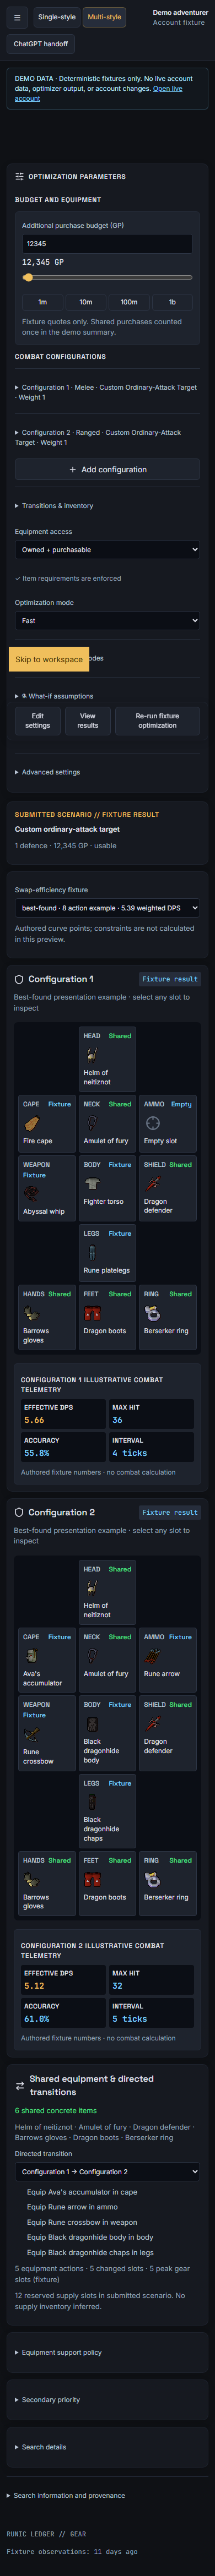 ☰ Single-style Multi-style Demo adventurer
Account fixture
ChatGPT handoff
DEMO DATA · Deterministic fixtures only. No live account
data, optimizer output, or account changes. Open live
account
OPTIMIZATION PARAMETERS
BUDGET AND EQUIPMENT
Additional purchase budget (GP)
12345
12,345 GP
1m 10m 100m 1b
Fixture quotes only. Shared purchases counted
once in the demo summary.
COMBAT CONFIGURATIONS
▸ Configuration 1 · Melee · Custom Ordinary-Attack Target
· Weight 1
▸ Configuration 2 · Ranged · Custom Ordinary-Attack
Target · Weight 1
+ Add configuration
▸ Transitions & inventory
Equipment access
Owned + purchasable
✓ Item requirements are enforced
Optimization mode
Fast
Skip to workspace odes
▸ What-if assumptions
Edit
settings
View
results
Re-run fixture
optimization
▸ Advanced settings
SUBMITTED SCENARIO // FIXTURE RESULT
Custom ordinary-attack target
1 defence · 12,345 GP · usable
Swap-efficiency fixture
best-found · 8 action example · 5.39 weighted DPS
Authored curve points; constraints are not calculated
in this preview.
Configuration 1 Fixture result
Best-found presentation example · select any slot to
inspect
HEAD Shared
Helm of
neitiznot
CAPE Fixture
Fire cape
NECK Shared
Amulet of fury
AMMO Empty
Empty slot
WEAPON
Fixture
Abyssal whip
BODY Fixture
Fighter torso
SHIELD Shared
Dragon
defender
LEGS Fixture
Rune platelegs
HANDS Shared
Barrows
gloves
FEET Shared
Dragon boots
RING Shared
Berserker ring
CONFIGURATION 1 ILLUSTRATIVE COMBAT
TELEMETRY
EFFECTIVE DPS
5.66
MAX HIT
36
ACCURACY
55.8%
INTERVAL
4 ticks
Authored fixture numbers · no combat calculation
Configuration 2 Fixture result
Best-found presentation example · select any slot to
inspect
HEAD Shared
Helm of
neitiznot
CAPE Fixture
Ava's
accumulator
NECK Shared
Amulet of fury
AMMO Fixture
Rune arrow
WEAPON
Fixture
Rune
crossbow
BODY Fixture
Black
dragonhide
body
SHIELD Shared
Dragon
defender
LEGS Fixture
Black
dragonhide
chaps
HANDS Shared
Barrows
gloves
FEET Shared
Dragon boots
RING Shared
Berserker ring
CONFIGURATION 2 ILLUSTRATIVE COMBAT
TELEMETRY
EFFECTIVE DPS
5.12
MAX HIT
32
ACCURACY
61.0%
INTERVAL
5 ticks
Authored fixture numbers · no combat calculation
Shared equipment & directed
transitions
6 shared concrete items
Helm of neitiznot · Amulet of fury · Dragon defender ·
Barrows gloves · Dragon boots · Berserker ring
Directed transition
Configuration 1 → Configuration 2
Equip Ava's accumulator in cape
Equip Rune arrow in ammo
Equip Rune crossbow in weapon
Equip Black dragonhide body in body
Equip Black dragonhide chaps in legs
5 equipment actions · 5 changed slots · 5 peak gear
slots (fixture)
12 reserved supply slots in submitted scenario. No
supply inventory inferred.
▸ Equipment support policy
▸ Secondary priority
▸ Search details
▸ Search information and provenance
RUNIC LEDGER // GEAR
Fixture observations: 11 days ago